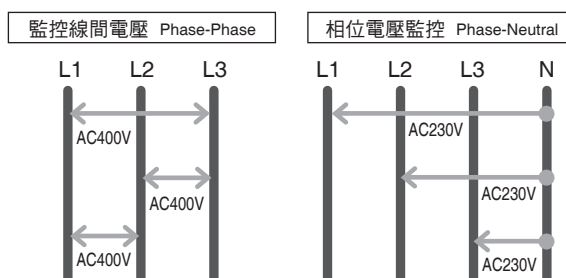 監控線間電壓 Phase-Phase
L1 L2 L3
AC400V
AC400V
AC400V
相位電壓監控 Phase-Neutral
L1 L2 L3 N
AC230V
AC230V
AC230V